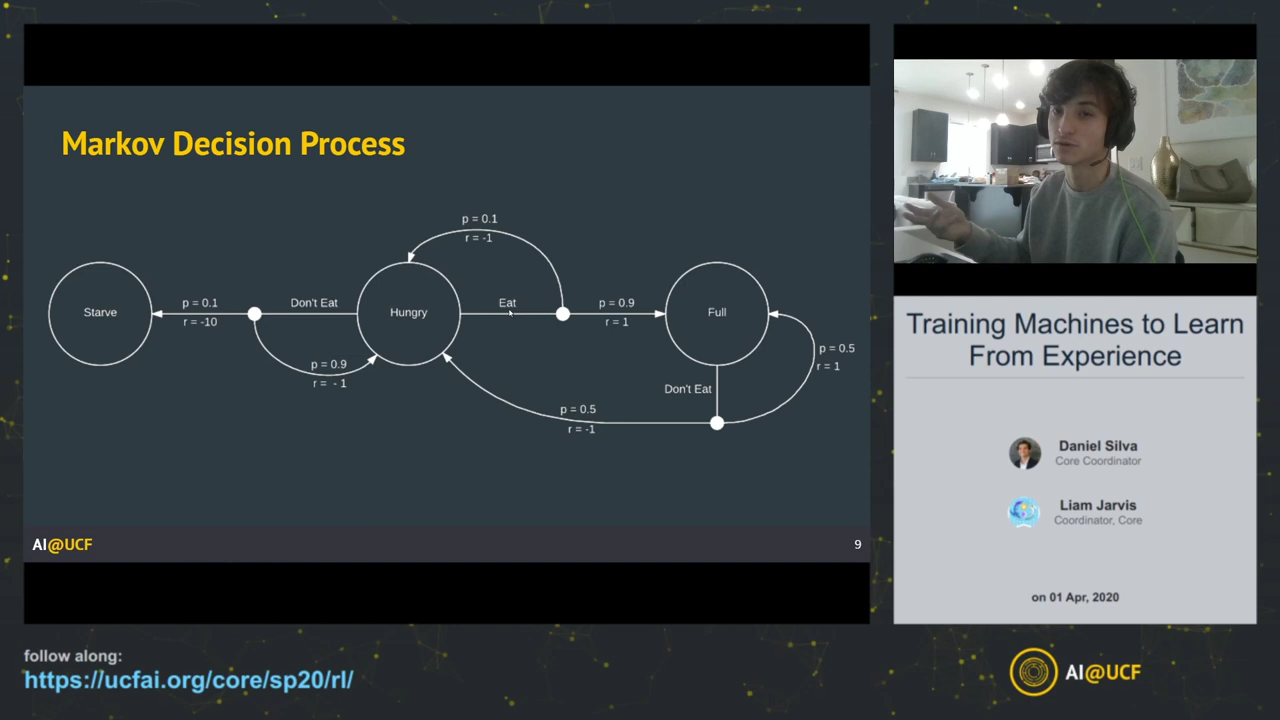 Markov Decision Process
p = 0.1
r = -1
Starve
p = 0.1
r = -10
Don't Eat
Hungry
Eat
p = 0.9
r = 1
Full
p = 0.9
r = - 1
Don't Eat
p = 0.5
r = 1
p = 0.5
r = -1
AI@UCF
9
Training Machines to Learn
From Experience
Daniel Silva
Core Coordinator
Liam Jarvis
Coordinator, Core
on 01 Apr, 2020
follow along:
https://ucfai.org/core/sp20/rl/
AI@UCF